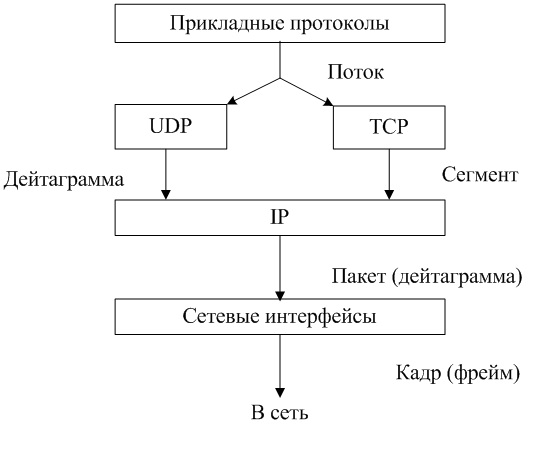 Прикладные протоколы
Поток
UDP
TCP
Дейтаграмма
Сегмент
IP
Пакет (дейтаграмма)
Сетевые интерфейсы
Кадр (фрейм)
В сеть